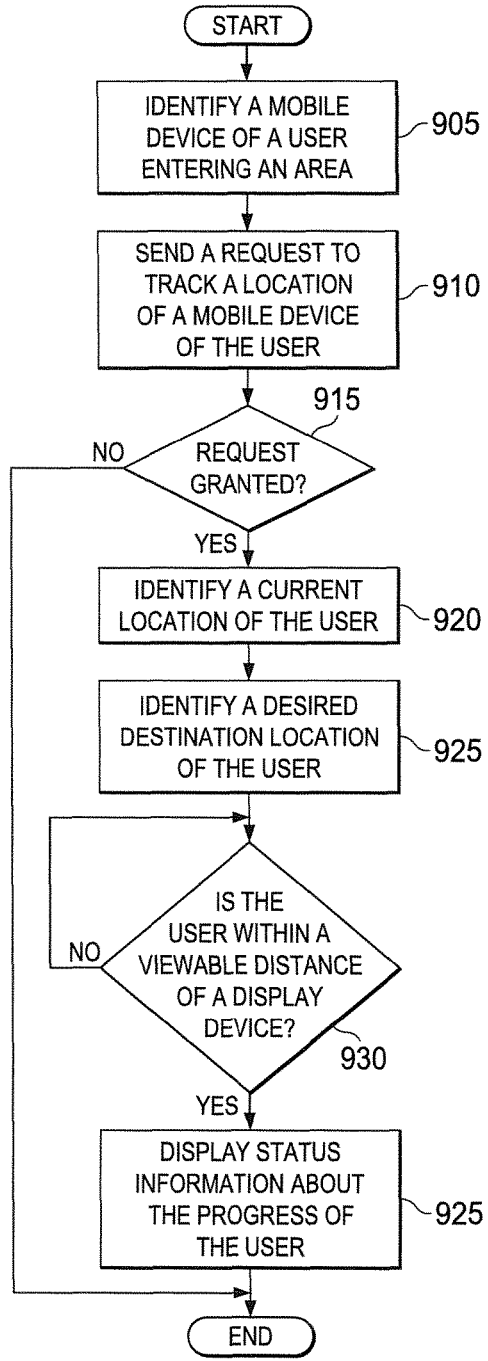 START
IDENTIFY A MOBILE
DEVICE OF A USER
ENTERING AN AREA
905
SEND A REQUEST TO
TRACK A LOCATION
OF A MOBILE DEVICE
OF THE USER
910
915
NO
REQUEST
GRANTED?
YES
IDENTIFY A CURRENT
LOCATION OF THE USER
920
IDENTIFY A DESIRED
DESTINATION LOCATION
OF THE USER
925
IS THE
USER WITHIN A
NO
VIEWABLE DISTANCE
OF A DISPLAY
DEVICE?
930
YES
DISPLAY STATUS
INFORMATION ABOUT
THE PROGRESS OF
THE USER
925
END